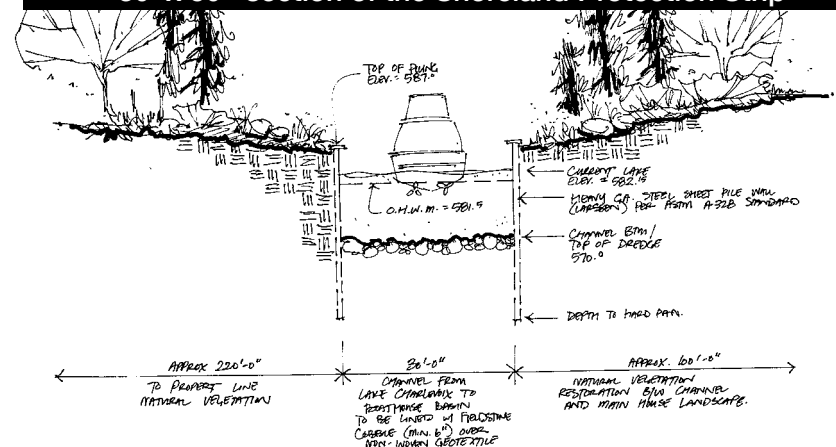 Section of the Shoreland Protection Strip
TOP OF PILING
ELEV. = 587.0
CURRENT LAKE
ELEV. = 582.15
HEAVY GA. STEEL SHEET PILE WALL
(LARSSEN) PER ASTM A328 STANDARD
O.H.W.M. = 581.5
CHANNEL BTM /
TOP OF DREDGE
570.0
DEPTH TO HARD PAN.
APPROX 220'-0"
TO PROPERT LINE
NATURAL VEGETATION
30'-0"
CHANNEL FROM
LAKE CHARLEVOIX TO
BOATHOUSE BASIN
TO BE LINED W/ FIELDSTONE
COBBLE (MIN. 6") OVER
NON-WOVEN GEOTEXTILE
APPROX. 100'-0"
NATURAL VEGETATION
RESTORATION B/W CHANNEL
AND MAIN HOUSE LANDSCAPE.